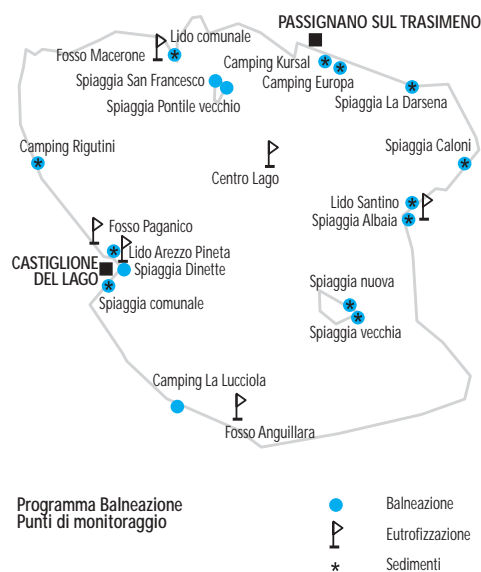 PASSIGNANO SUL TRASIMENO
Lido comunale
Fosso Macerone
Camping Kursal
Camping Europa
Spiaggia San Francesco
Spiaggia Pontile vecchio
Spiaggia La Darsena
Camping Rigutini
Spiaggia Caloni
Centro Lago
Lido Santino
Spiaggia Albaia
Fosso Paganico
Lido Arezzo Pineta
CASTIGLIONE
DEL LAGO
Spiaggia Dinette
Spiaggia comunale
Spiaggia nuova
Spiaggia vecchia
Camping La Lucciola
Fosso Anguillara
Programma Balneazione
Punti di monitoraggio
Balneazione
Eutrofizzazione
Sedimenti